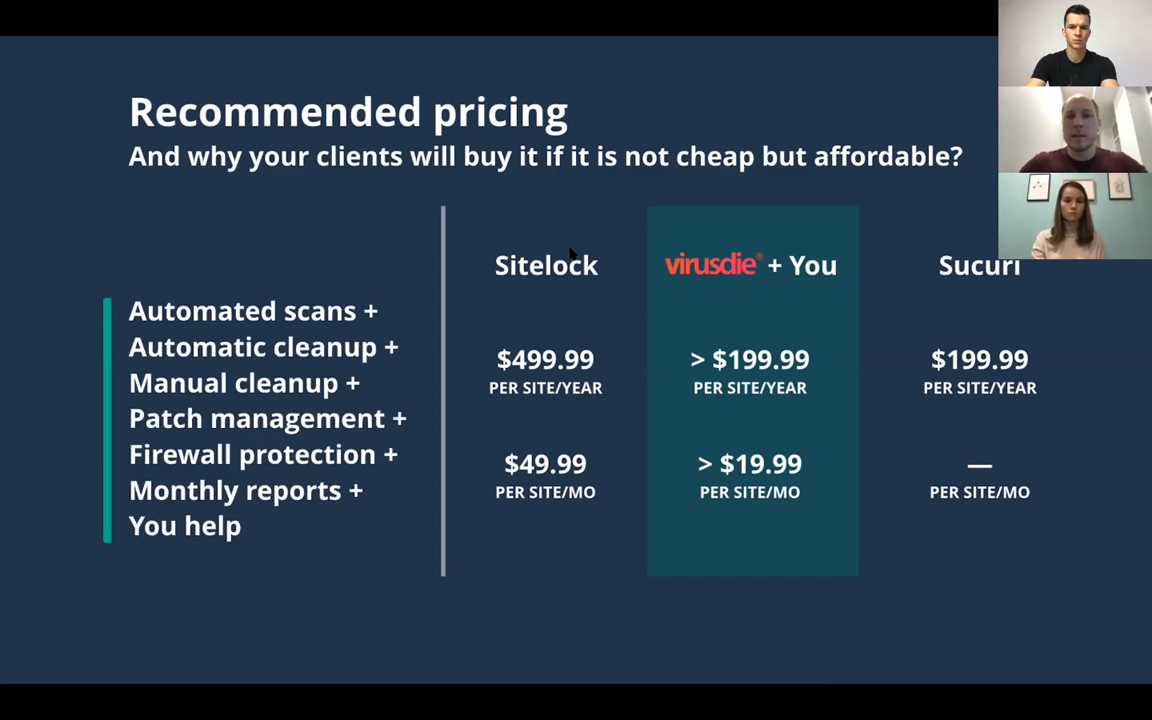 Recommended pricing
And why your clients will buy it if it is not cheap but affordable?
Sitelock
virusdie® + You
Sucuri
Automated scans +
Automatic cleanup +
Manual cleanup +
Patch management +
Firewall protection +
Monthly reports +
You help
$499.99
PER SITE/YEAR
> $199.99
PER SITE/YEAR
$199.99
PER SITE/YEAR
$49.99
PER SITE/MO
> $19.99
PER SITE/MO
—
PER SITE/MO